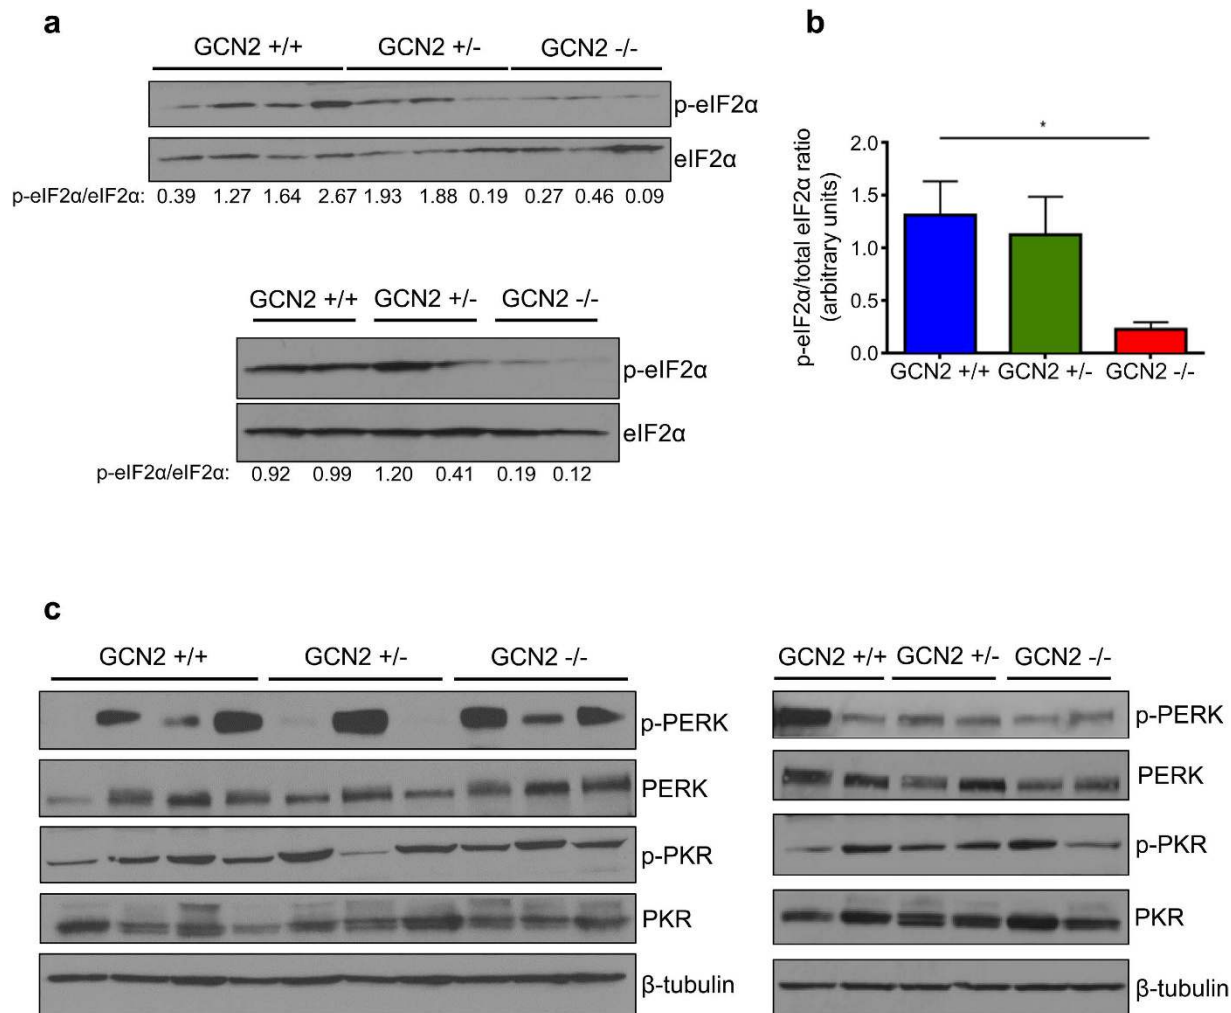 a
GCN2 +/+ GCN2 +/- GCN2 -/-
p-eIF2α
eIF2α
p-eIF2α/eIF2α: 0.39 1.27 1.64 2.67 1.93 1.88 0.19 0.27 0.46 0.09
GCN2 +/+ GCN2 +/- GCN2 -/-
p-eIF2α
eIF2α
p-eIF2α/eIF2α: 0.92 0.99 1.20 0.41 0.19 0.12
b
p-eIF2α/total eIF2α ratio
(arbitrary units)
*
2.0
1.5
1.0
0.5
0.0
GCN2 +/+ GCN2 +/- GCN2 -/-
c
GCN2 +/+ GCN2 +/- GCN2 -/-
p-PERK
PERK
p-PKR
PKR
β-tubulin
GCN2 +/+ GCN2 +/- GCN2 -/-
p-PERK
PERK
p-PKR
PKR
β-tubulin